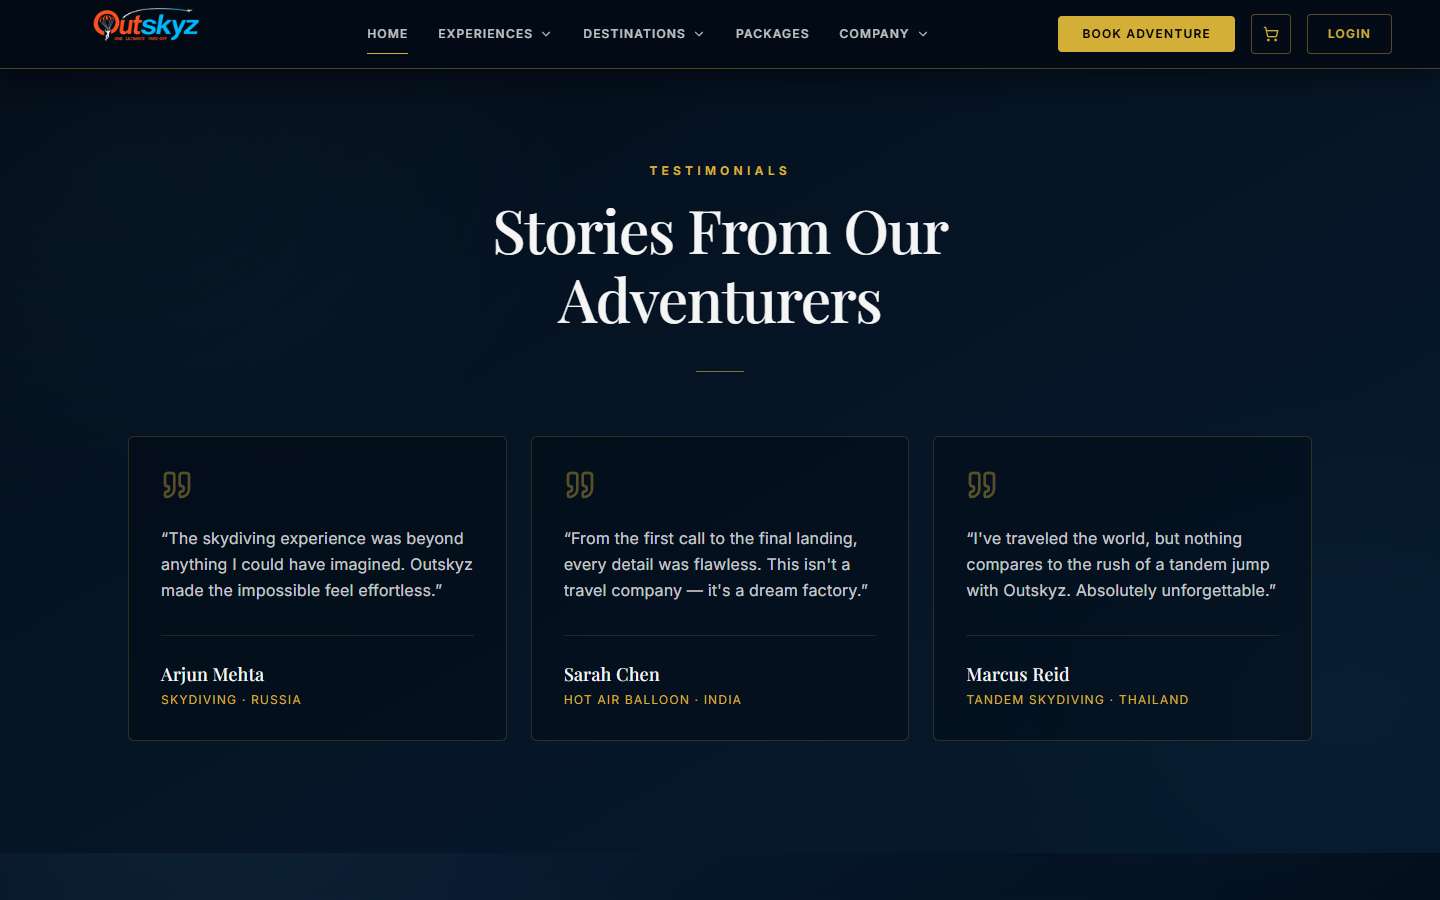 Outskyz
HOME EXPERIENCES DESTINATIONS PACKAGES COMPANY BOOK ADVENTURE LOGIN
TESTIMONIALS
Stories From Our
Adventurers
“The skydiving experience was beyond
anything I could have imagined. Outskyz
made the impossible feel effortless.”
Arjun Mehta
SKYDIVING · RUSSIA
“From the first call to the final landing,
every detail was flawless. This isn't a
travel company — it's a dream factory.”
Sarah Chen
HOT AIR BALLOON · INDIA
“I've traveled the world, but nothing
compares to the rush of a tandem jump
with Outskyz. Absolutely unforgettable.”
Marcus Reid
TANDEM SKYDIVING · THAILAND